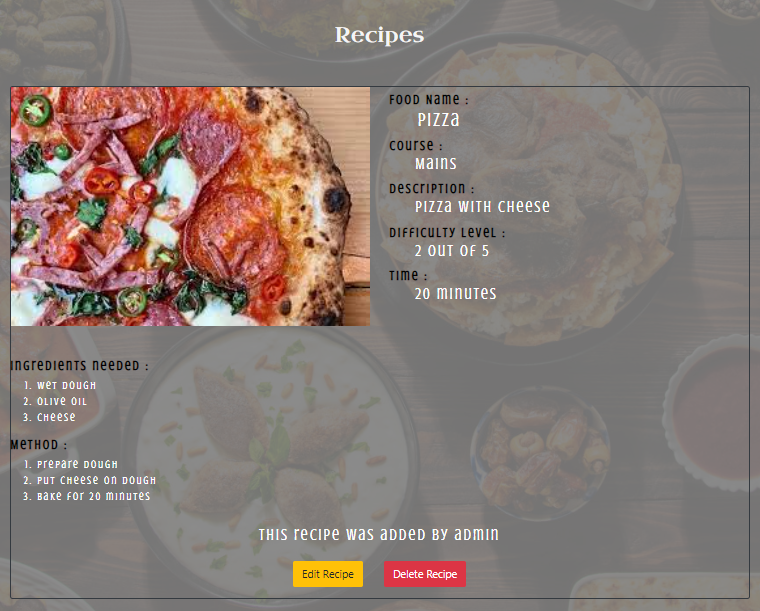 Recipes
Food Name :
Pizza
Course :
Mains
Description :
Pizza with cheese
Difficulty Level :
2 out of 5
Time :
20 minutes
Ingredients needed :
1. Wet dough
2. Olive oil
3. Cheese
Method :
1. Prepare dough
2. Put cheese on dough
3. Bake for 20 minutes
This recipe was added by admin
Edit Recipe
Delete Recipe